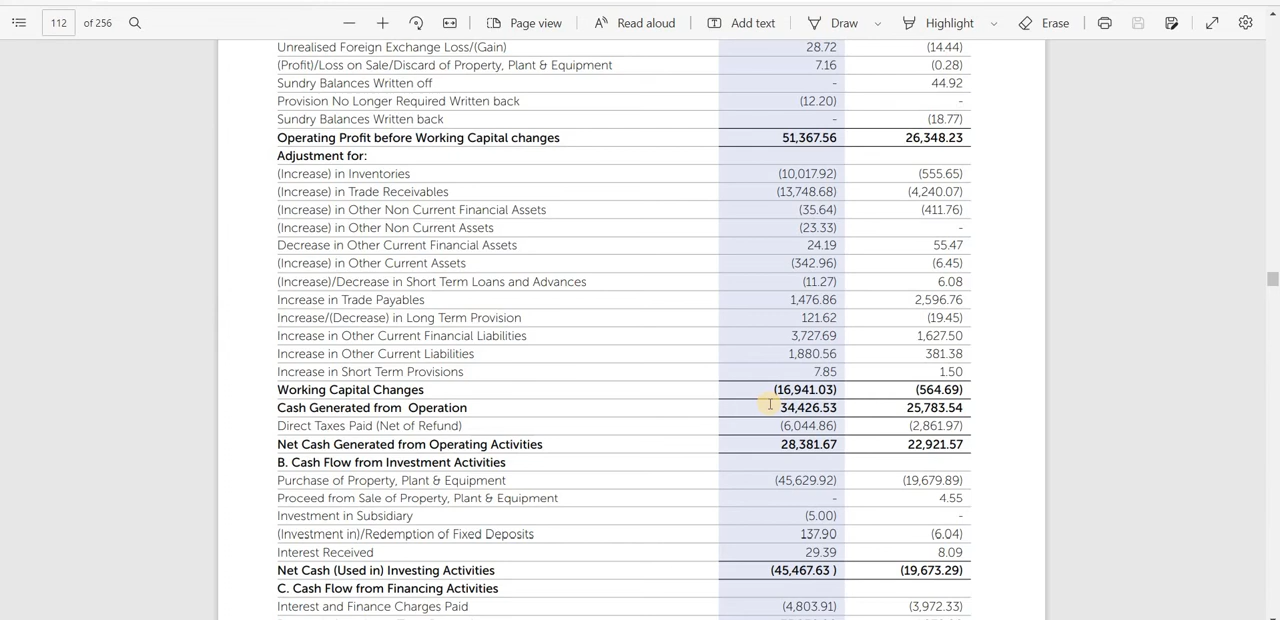 112 of 256 Page view Read aloud Add text Draw Highlight Erase
Unrealised Foreign Exchange Loss/(Gain) 28.72 (14.44)
(Profit)/Loss on Sale/Discard of Property, Plant & Equipment 7.16 (0.28)
Sundry Balances Written off - 44.92
Provision No Longer Required Written back (12.20) -
Sundry Balances Written back - (18.77)
Operating Profit before Working Capital changes 51,367.56 26,348.23
Adjustment for:
(Increase) in Inventories (10,017.92) (555.65)
(Increase) in Trade Receivables (13,748.68) (4,240.07)
(Increase) in Other Non Current Financial Assets (35.64) (411.76)
(Increase) in Other Non Current Assets (23.33) -
Decrease in Other Current Financial Assets 24.19 55.47
(Increase) in Other Current Assets (342.96) (6.45)
(Increase)/Decrease in Short Term Loans and Advances (11.27) 6.08
Increase in Trade Payables 1,476.86 2,596.76
Increase/(Decrease) in Long Term Provision 121.62 (19.45)
Increase in Other Current Financial Liabilities 3,727.69 1,627.50
Increase in Other Current Liabilities 1,880.56 381.38
Increase in Short Term Provisions 7.85 1.50
Working Capital Changes (16,941.03) (564.69)
Cash Generated from Operation 34,426.53 25,783.54
Direct Taxes Paid (Net of Refund) (6,044.86) (2,861.97)
Net Cash Generated from Operating Activities 28,381.67 22,921.57
B. Cash Flow from Investment Activities
Purchase of Property, Plant & Equipment (45,629.92) (19,679.89)
Proceed from Sale of Property, Plant & Equipment - 4.55
Investment in Subsidiary (5.00) -
(Investment in)/Redemption of Fixed Deposits 137.90 (6.04)
Interest Received 29.39 8.09
Net Cash (Used in) Investing Activities (45,467.63 ) (19,673.29)
C. Cash Flow from Financing Activities
Interest and Finance Charges Paid (4,803.91) (3,972.33)